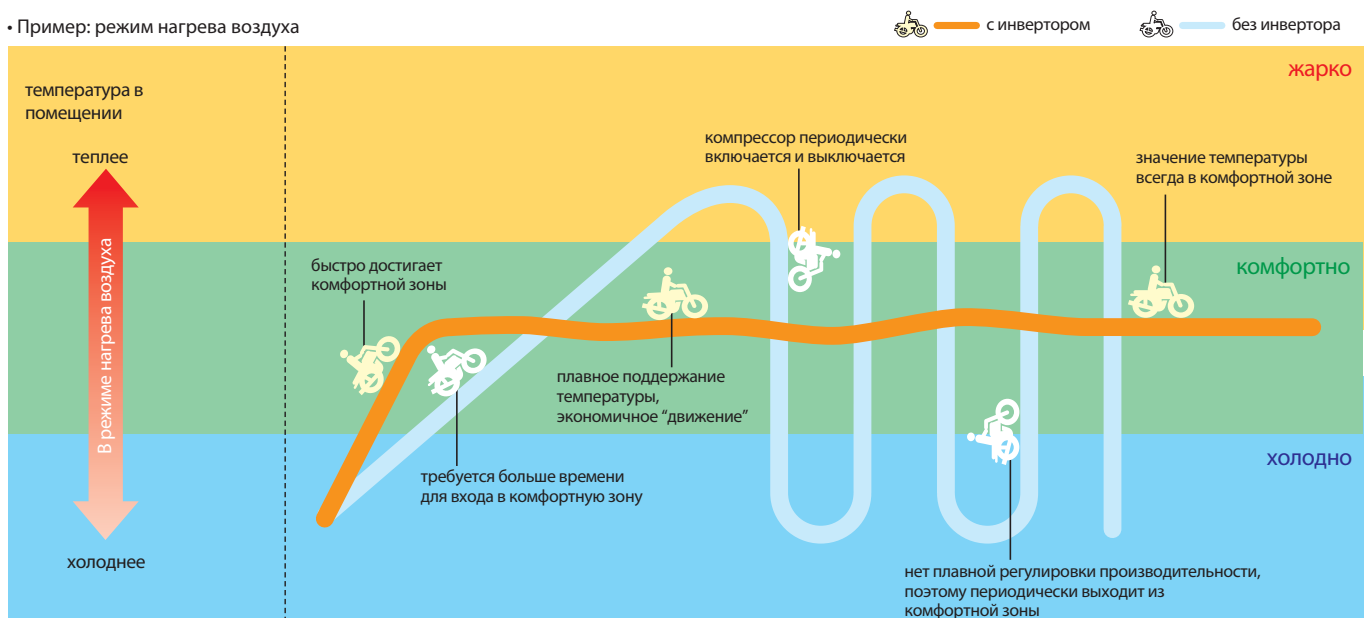 • Пример: режим нагрева воздуха
с инвертором
без инвертора
жарко
температура в
помещении
теплее
В режиме нагрева воздуха
холоднее
компрессор периодически
включается и выключается
значение температуры
всегда в комфортной зоне
быстро достигает
комфортной зоны
комфортно
плавное поддержание
температуры,
экономичное “движение”
требуется больше времени
для входа в комфортную зону
холодно
нет плавной регулировки производительности,
поэтому периодически выходит из
комфортной зоны